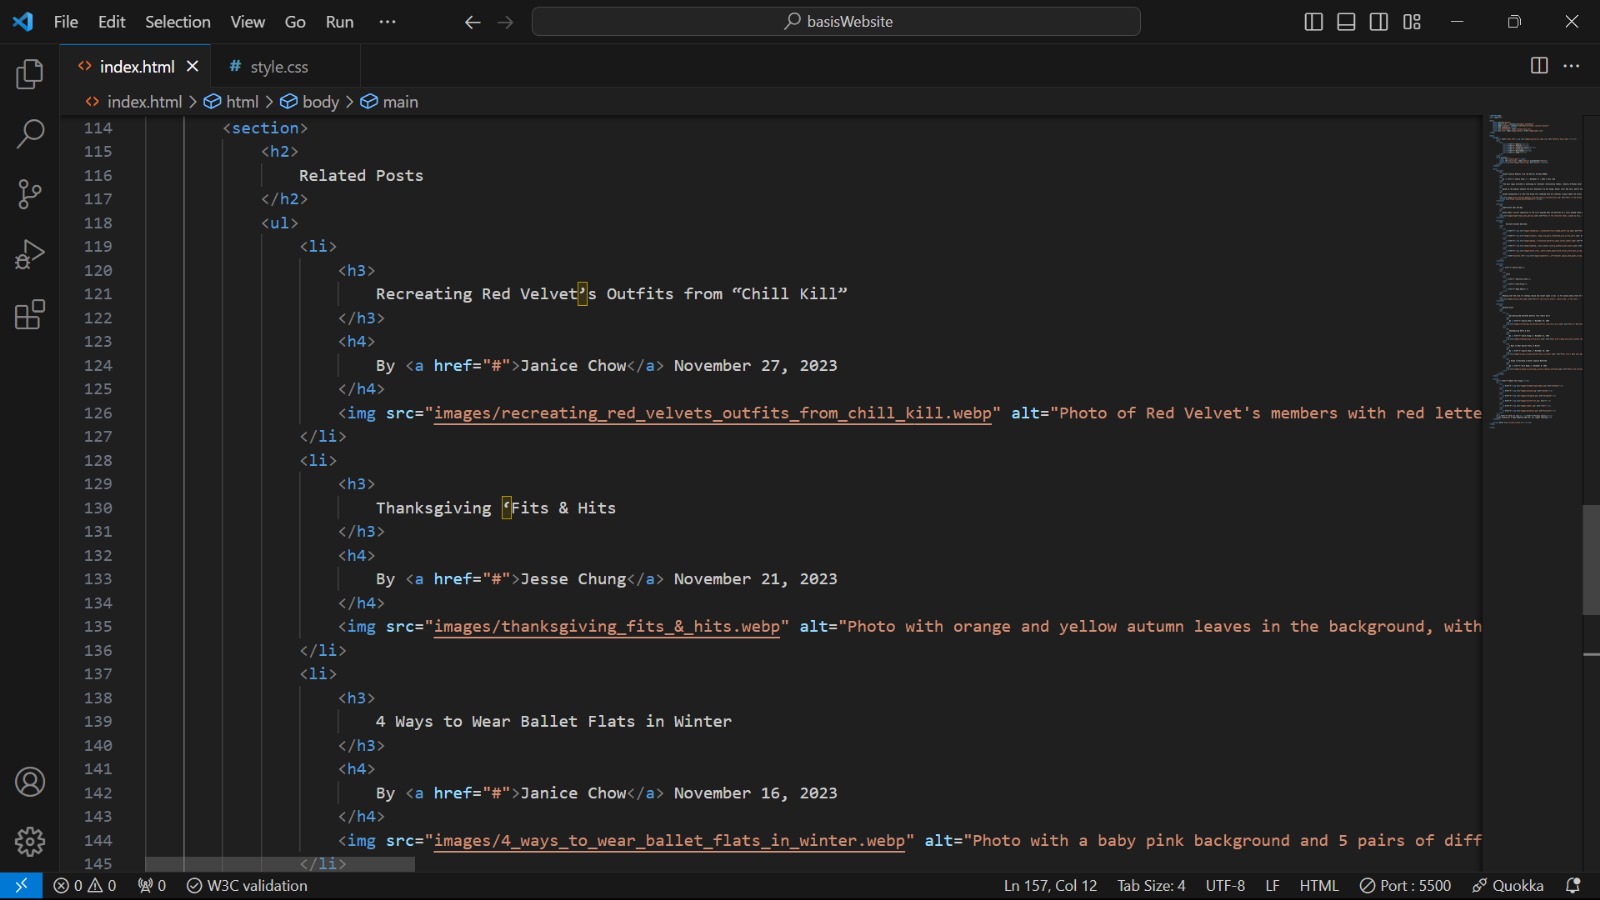 File Edit Selection View Go Run ···
basisWebsite
index.html
# style.css
index.html > html > body > main
114 <section>
115 <h2>
116 Related Posts
117 </h2>
118 <ul>
119 <li>
120 <h3>
121 Recreating Red Velvet’s Outfits from “Chill Kill”
122 </h3>
123 <h4>
124 By <a href="#">Janice Chow</a> November 27, 2023
125 </h4>
126 <img src="images/recreating_red_velvets_outfits_from_chill_kill.webp" alt="Photo of Red Velvet's members with red lette
127 </li>
128 <li>
129 <h3>
130 Thanksgiving ‘Fits & Hits
131 </h3>
132 <h4>
133 By <a href="#">Jesse Chung</a> November 21, 2023
134 </h4>
135 <img src="images/thanksgiving_fits_&_hits.webp" alt="Photo with orange and yellow autumn leaves in the background, with
136 </li>
137 <li>
138 <h3>
139 4 Ways to Wear Ballet Flats in Winter
140 </h3>
141 <h4>
142 By <a href="#">Janice Chow</a> November 16, 2023
143 </h4>
144 <img src="images/4_ways_to_wear_ballet_flats_in_winter.webp" alt="Photo with a baby pink background and 5 pairs of diff
145 </li>
0 0 0 W3C validation Ln 157, Col 12 Tab Size: 4 UTF-8 LF HTML Port : 5500 Quokka